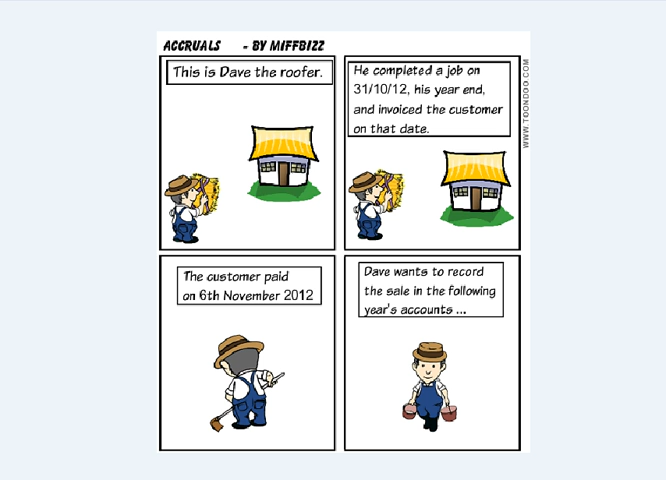 ACCRUALS - BY MIFFBIZZ
This is Dave the roofer.
He completed a job on
31/10/12, his year end,
and invoiced the customer
on that date.
WWW.TOONDOO.COM
The customer paid
on 6th November 2012
Dave wants to record
the sale in the following
year's accounts ...